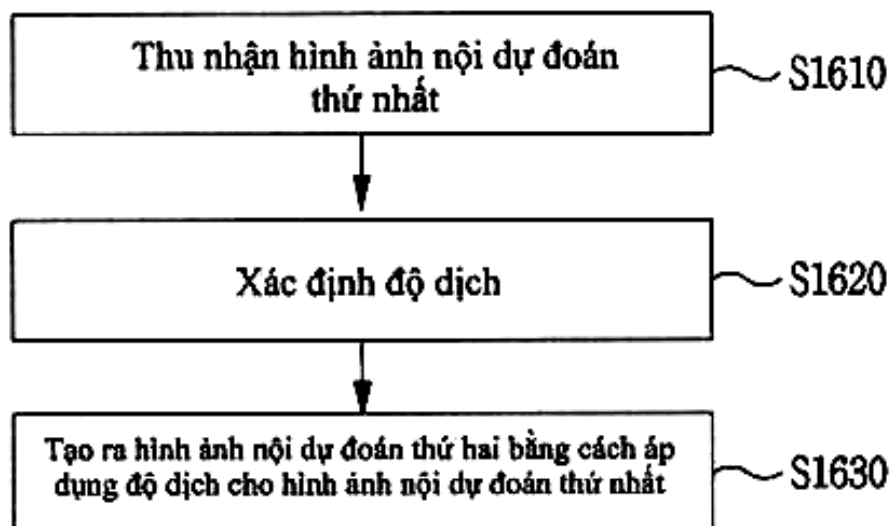 Thu nhận hình ảnh nội dự đoán
thứ nhất
S1610
Xác định độ dịch
S1620
Tạo ra hình ảnh nội dự đoán thứ hai bằng cách áp
dụng độ dịch cho hình ảnh nội dự đoán thứ nhất
S1630